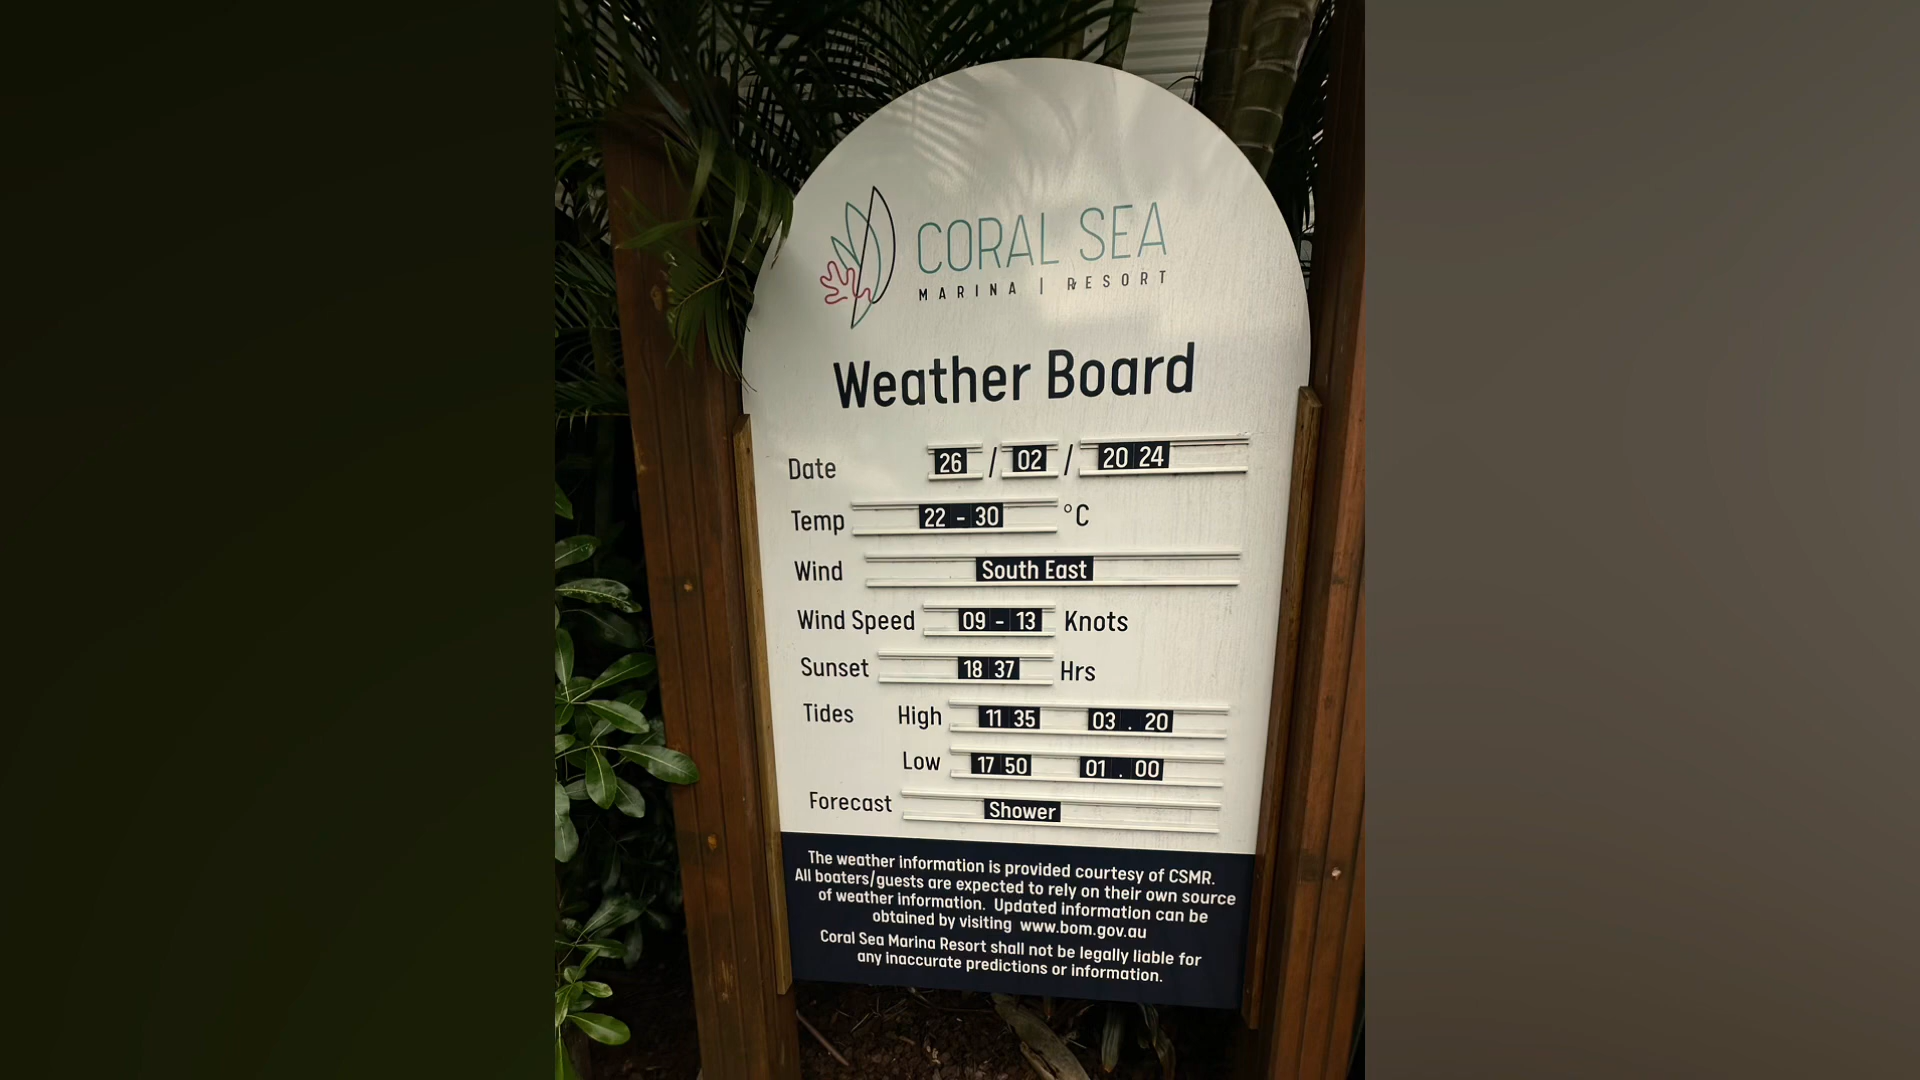 CORAL SEA
MARINA | RESORT
Weather Board
Date 26 / 02 / 20 24
Temp 22 - 30 °C
Wind South East
Wind Speed 09 - 13 Knots
Sunset 18 37 Hrs
Tides High 11 35 03 . 20
Low 17 50 01 . 00
Forecast Shower
The weather information is provided courtesy of CSMR.
All boaters/guests are expected to rely on their own source
of weather information. Updated information can be
obtained by visiting www.bom.gov.au
Coral Sea Marina Resort shall not be legally liable for
any inaccurate predictions or information.